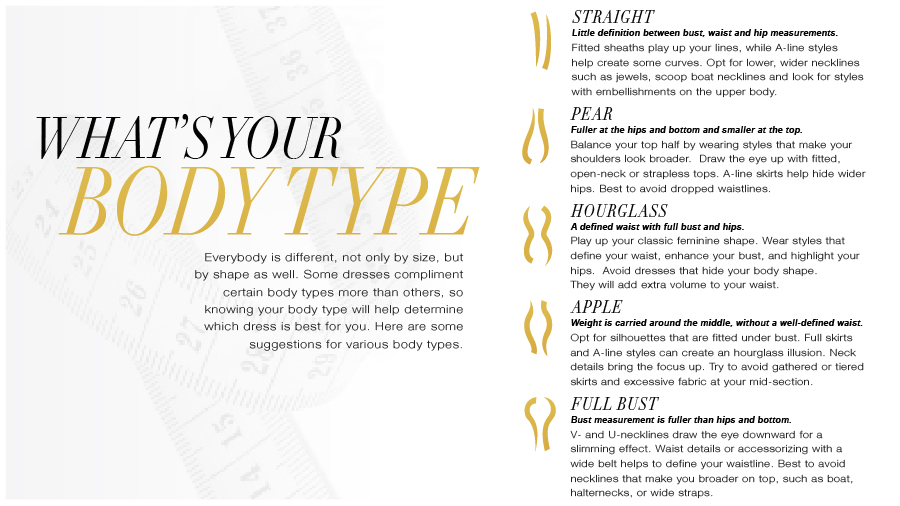 WHAT'S YOUR
BODY TYPE
Everybody is different, not only by size, but
by shape as well. Some dresses compliment
certain body types more than others, so
knowing your body type will help determine
which dress is best for you. Here are some
suggestions for various body types.
STRAIGHT
Little definition between bust, waist and hip measurements.
Fitted sheaths play up your lines, while A-line styles
help create some curves. Opt for lower, wider necklines
such as jewels, scoop boat necklines and look for styles
with embellishments on the upper body.
PEAR
Fuller at the hips and bottom and smaller at the top.
Balance your top half by wearing styles that make your
shoulders look broader.  Draw the eye up with fitted,
open-neck or strapless tops. A-line skirts help hide wider
hips. Best to avoid dropped waistlines.
HOURGLASS
A defined waist with full bust and hips.
Play up your classic feminine shape. Wear styles that
define your waist, enhance your bust, and highlight your
hips.  Avoid dresses that hide your body shape.
They will add extra volume to your waist.
APPLE
Weight is carried around the middle, without a well-defined waist.
Opt for silhouettes that are fitted under bust. Full skirts
and A-line styles can create an hourglass illusion. Neck
details bring the focus up. Try to avoid gathered or tiered
skirts and excessive fabric at your mid-section.
FULL BUST
Bust measurement is fuller than hips and bottom.
V- and U-necklines draw the eye downward for a
slimming effect. Waist details or accessorizing with a
wide belt helps to define your waistline. Best to avoid
necklines that make you broader on top, such as boat,
halternecks, or wide straps.
36
24
25
26
27
28
15
14